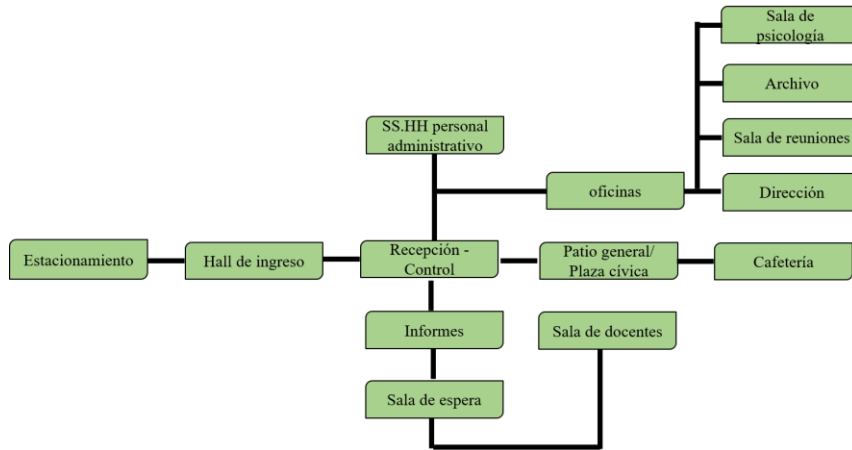 Sala de
psicología
Archivo
SS.HH personal
administrativo
Sala de reuniones
oficinas
Dirección
Estacionamiento
Hall de ingreso
Recepción -
Control
Patio general/
Plaza cívica
Cafetería
Informes
Sala de docentes
Sala de espera